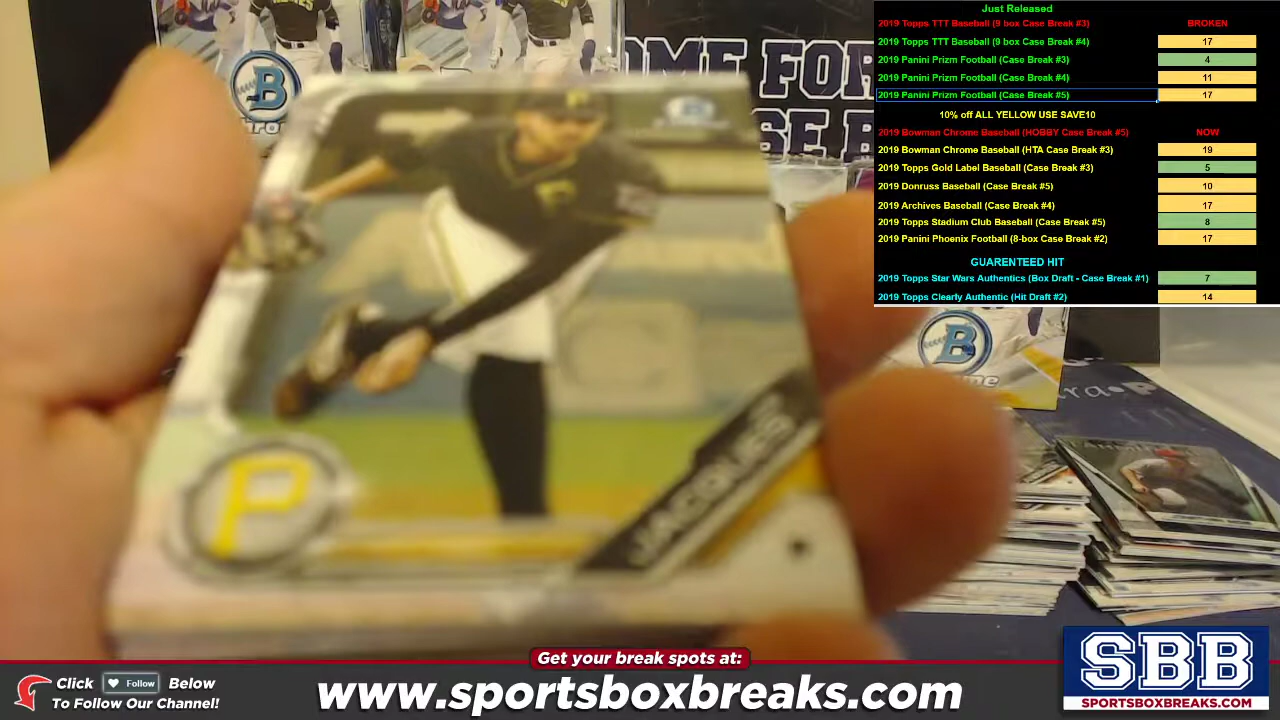 Just Released
2019 Topps TTT Baseball (9 box Case Break #3) BROKEN
2019 Topps TTT Baseball (9 box Case Break #4) 17
2019 Panini Prizm Football (Case Break #3) 4
2019 Panini Prizm Football (Case Break #4) 11
2019 Panini Prizm Football (Case Break #5) 17
10% off ALL YELLOW USE SAVE10
2019 Bowman Chrome Baseball (HOBBY Case Break #5) NOW
2019 Bowman Chrome Baseball (HTA Case Break #3) 19
2019 Topps Gold Label Baseball (Case Break #3) 5
2019 Donruss Baseball (Case Break #5) 10
2019 Archives Baseball (Case Break #4) 17
2019 Topps Stadium Club Baseball (Case Break #5) 8
2019 Panini Phoenix Football (8-box Case Break #2) 17
GUARENTEED HIT
2019 Topps Star Wars Authentics (Box Draft - Case Break #1) 7
2019 Topps Clearly Authentic (Hit Draft #2) 14
OME FOR
SE B
B
P
P
JACQUES
B
Get your break spots at:
Click Follow Below
To Follow Our Channel!
www.sportsboxbreaks.com
SBB
SPORTSBOXBREAKS.COM